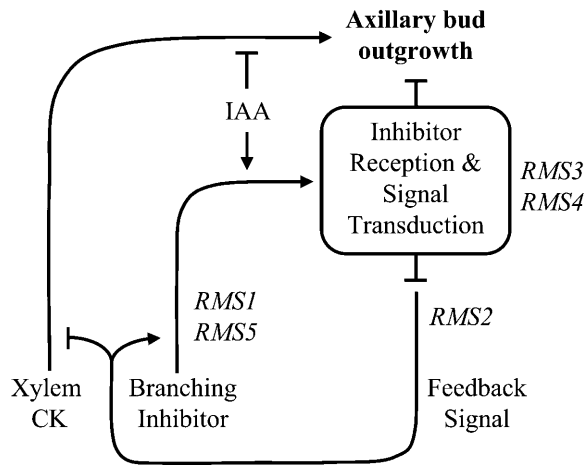 Axillary bud
outgrowth
IAA
Inhibitor
Reception &
Signal
Transduction
RMS3
RMS4
RMS1
RMS5
RMS2
Xylem
CK
Branching
Inhibitor
Feedback
Signal